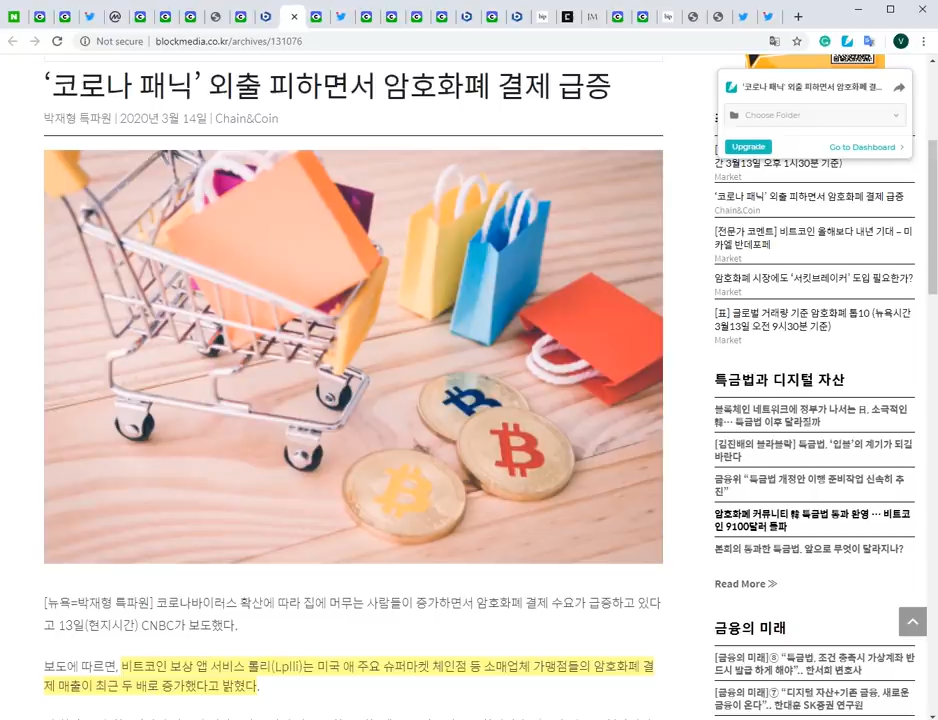 Not secure | blockmedia.co.kr/archives/131076
V
‘코로나 패닉’ 외출 피하면서 암호화폐 결제 급증
박재형 특파원 | 2020년 3월 14일 | Chain&Coin
[뉴욕=박재형 특파원] 코로나바이러스 확산에 따라 집에 머무는 사람들이 증가하면서 암호화폐 결제 수요가 급증하고 있다
고 13일(현지시간) CNBC가 보도했다.
보도에 따르면, 비트코인 보상 앱 서비스 롤리(Lplli)는 미국 애 주요 슈퍼마켓 체인점 등 소매업체 가맹점들의 암호화폐 결
제 매출이 최근 두 배로 증가했다고 밝혔다.
‘코로나 패닉’ 외출 피하면서 암호화폐 결...
Choose Folder
Upgrade
Go to Dashboard
간 3월13일 오후 1시30분 기준)
Market
‘코로나 패닉’ 외출 피하면서 암호화폐 결제 급증
Chain&Coin
[전문가 코멘트] 비트코인 올해보다 내년 기대 – 미
카엘 반데포페
Market
암호화폐 시장에도 ‘서킷브레이커’ 도입 필요한가?
Market
[표] 글로벌 거래량 기준 암호화폐 톱10 (뉴욕시간
3월13일 오전 9시30분 기준)
Market
특금법과 디지털 자산
블록체인 네트워크에 정부가 나서는 日, 소극적인
韓… 특금법 이후 달라질까
[김진배의 블라블락] 특금법, ‘입블’의 계기가 되길
바란다
금융위 “특금법 개정안 이행 준비작업 신속히 추
진”
암호화폐 커뮤니티 韓 특금법 통과 환영 … 비트코
인 9100달러 돌파
본회의 통과한 특금법, 앞으로 무엇이 달라지나?
Read More ≫
금융의 미래
[금융의 미래]⑧ “특금법, 조건 충족시 가상계좌 반
드시 발급 하게 해야”.. 한서희 변호사
[금융의 미래]⑦ “디지털 자산+기존 금융, 새로운
금융이 온다”.. 한대훈 SK증권 연구원